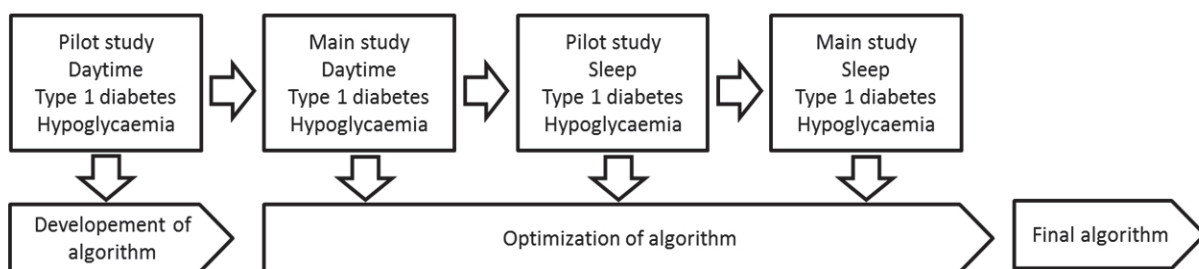 Pilot study
Daytime
Type 1 diabetes
Hypoglycaemia
Main study
Daytime
Type 1 diabetes
Hypoglycaemia
Pilot study
Sleep
Type 1 diabetes
Hypoglycaemia
Main study
Sleep
Type 1 diabetes
Hypoglycaemia
Developement of
algorithm
Optimization of algorithm
Final algorithm